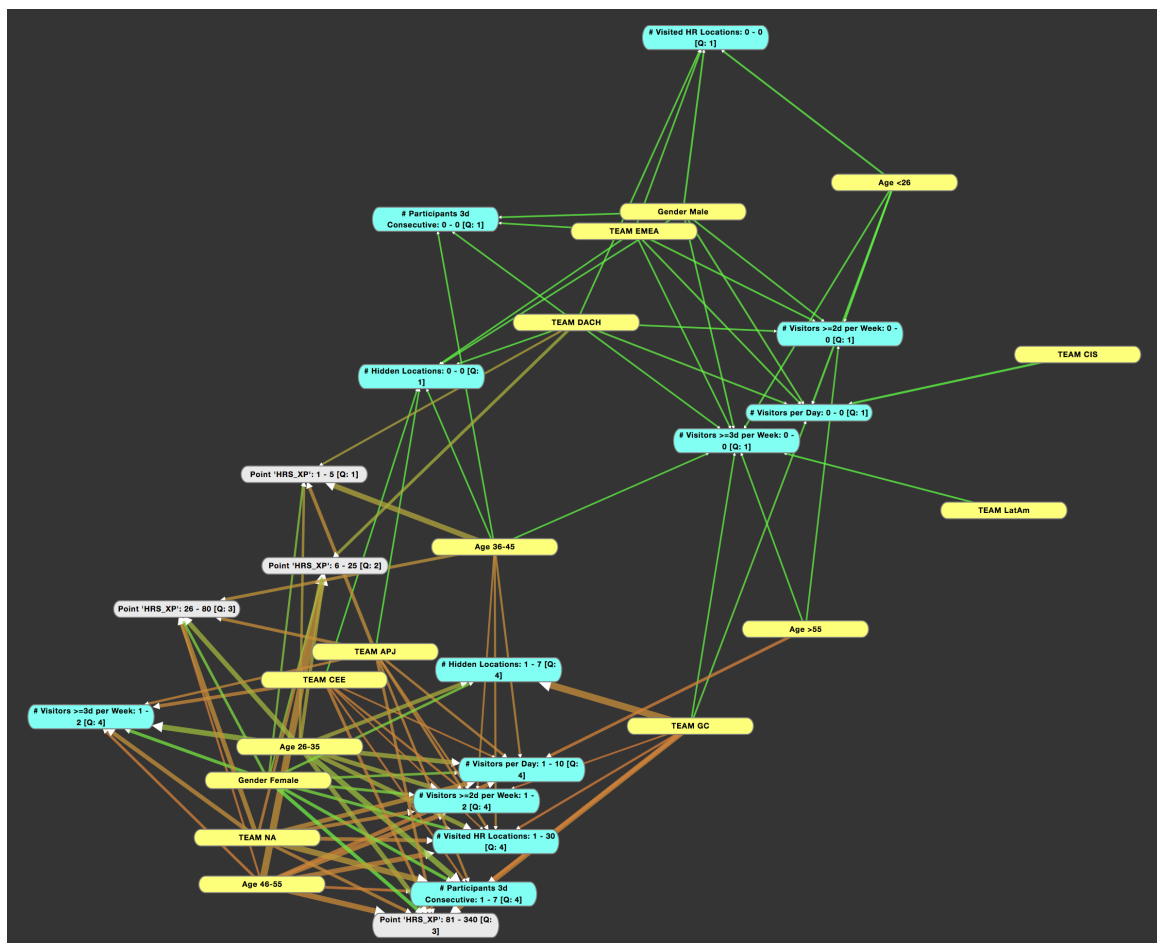 # Visited HR Locations: 0 - 0
[Q: 1]
Age <26
# Participants 3d
Consecutive: 0 - 0 [Q: 1]
Gender Male
TEAM EMEA
TEAM DACH
# Visitors >=2d per Week: 0 -
0 [Q: 1]
TEAM CIS
# Hidden Locations: 0 - 0 [Q:
1]
# Visitors per Day: 0 - 0 [Q: 1]
# Visitors >=3d per Week: 0 -
0 [Q: 1]
Point 'HRS_XP': 1 - 5 [Q: 1]
TEAM LatAm
Age 36-45
Point 'HRS_XP': 6 - 25 [Q: 2]
Point 'HRS_XP': 26 - 80 [Q: 3]
Age >55
TEAM APJ
# Hidden Locations: 1 - 7 [Q:
4]
TEAM CEE
# Visitors >=3d per Week: 1 -
2 [Q: 4]
TEAM GC
Age 26-35
# Visitors per Day: 1 - 10 [Q:
4]
Gender Female
# Visitors >=2d per Week: 1 -
2 [Q: 4]
TEAM NA
# Visited HR Locations: 1 - 30
[Q: 4]
Age 46-55
# Participants 3d
Consecutive: 1 - 7 [Q: 4]
Point 'HRS_XP': 81 - 340 [Q:
3]